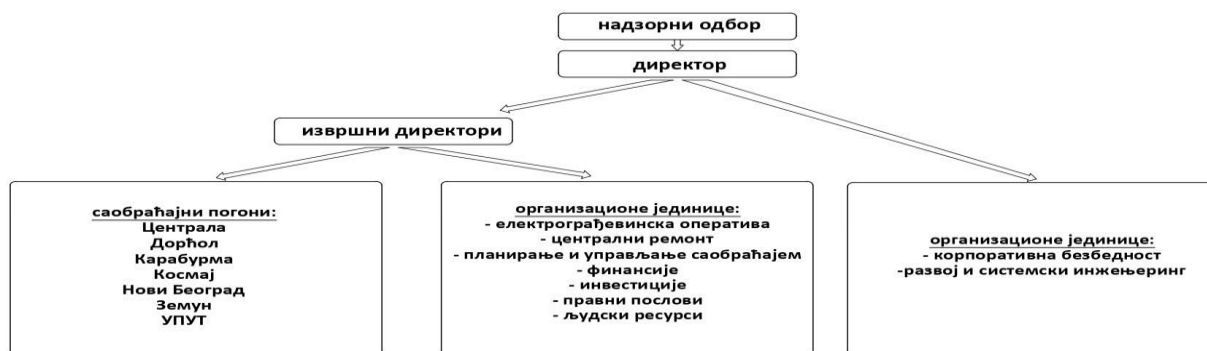 надзорни одбор
директор
извршни директори
саобраћајни погони:
Централа
Дорћол
Карабурма
Космај
Нови Београд
Земун
УПУТ
организационе јединице:
- електрограђевинска оператива
- централни ремонт
- планирање и управљање саобраћајем
- финансије
- инвестиције
- правни послови
- људски ресурси
организационе јединице:
- корпоративна безбедност
-развој и системски инжењеринг